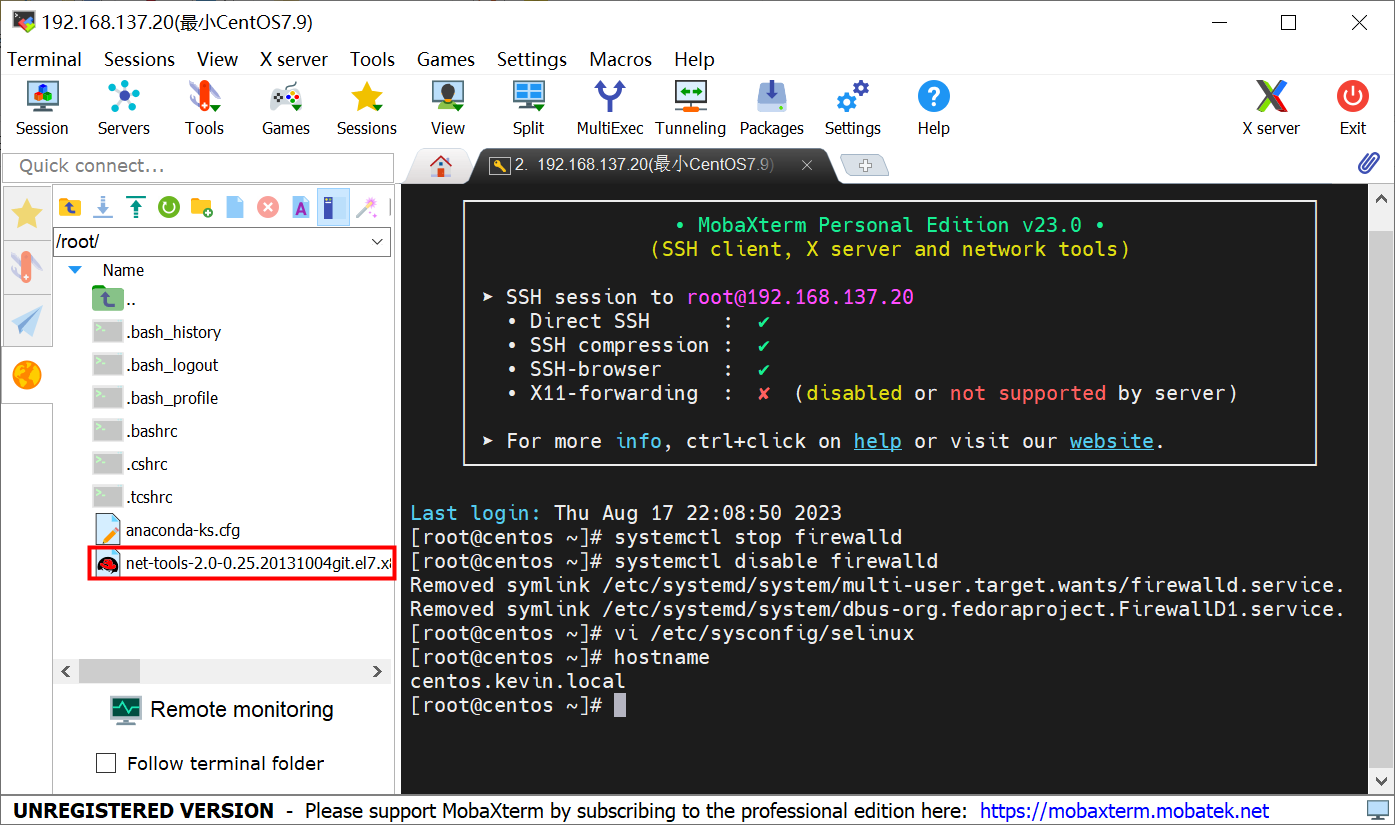 192.168.137.20(最小CentOS7.9)
Terminal Sessions View X server Tools Games Settings Macros Help
Session Servers Tools Games Sessions View Split MultiExec Tunneling Packages Settings Help X server Exit
Quick connect...
2. 192.168.137.20(最小CentOS7.9)
/root/
Name
..
.bash_history
.bash_logout
.bash_profile
.bashrc
.cshrc
.tcshrc
anaconda-ks.cfg
net-tools-2.0-0.25.20131004git.el7.x8
Remote monitoring
Follow terminal folder
• MobaXterm Personal Edition v23.0 •
(SSH client, X server and network tools)
➤ SSH session to root@192.168.137.20
• Direct SSH : ✔
• SSH compression : ✔
• SSH-browser : ✔
• X11-forwarding : ✘ (disabled or not supported by server)
➤ For more info, ctrl+click on help or visit our website.
Last login: Thu Aug 17 22:08:50 2023
[root@centos ~]# systemctl stop firewalld
[root@centos ~]# systemctl disable firewalld
Removed symlink /etc/systemd/system/multi-user.target.wants/firewalld.service.
Removed symlink /etc/systemd/system/dbus-org.fedoraproject.FirewallD1.service.
[root@centos ~]# vi /etc/sysconfig/selinux
[root@centos ~]# hostname
centos.kevin.local
[root@centos ~]#
UNREGISTERED VERSION - Please support MobaXterm by subscribing to the professional edition here: https://mobaxterm.mobatek.net